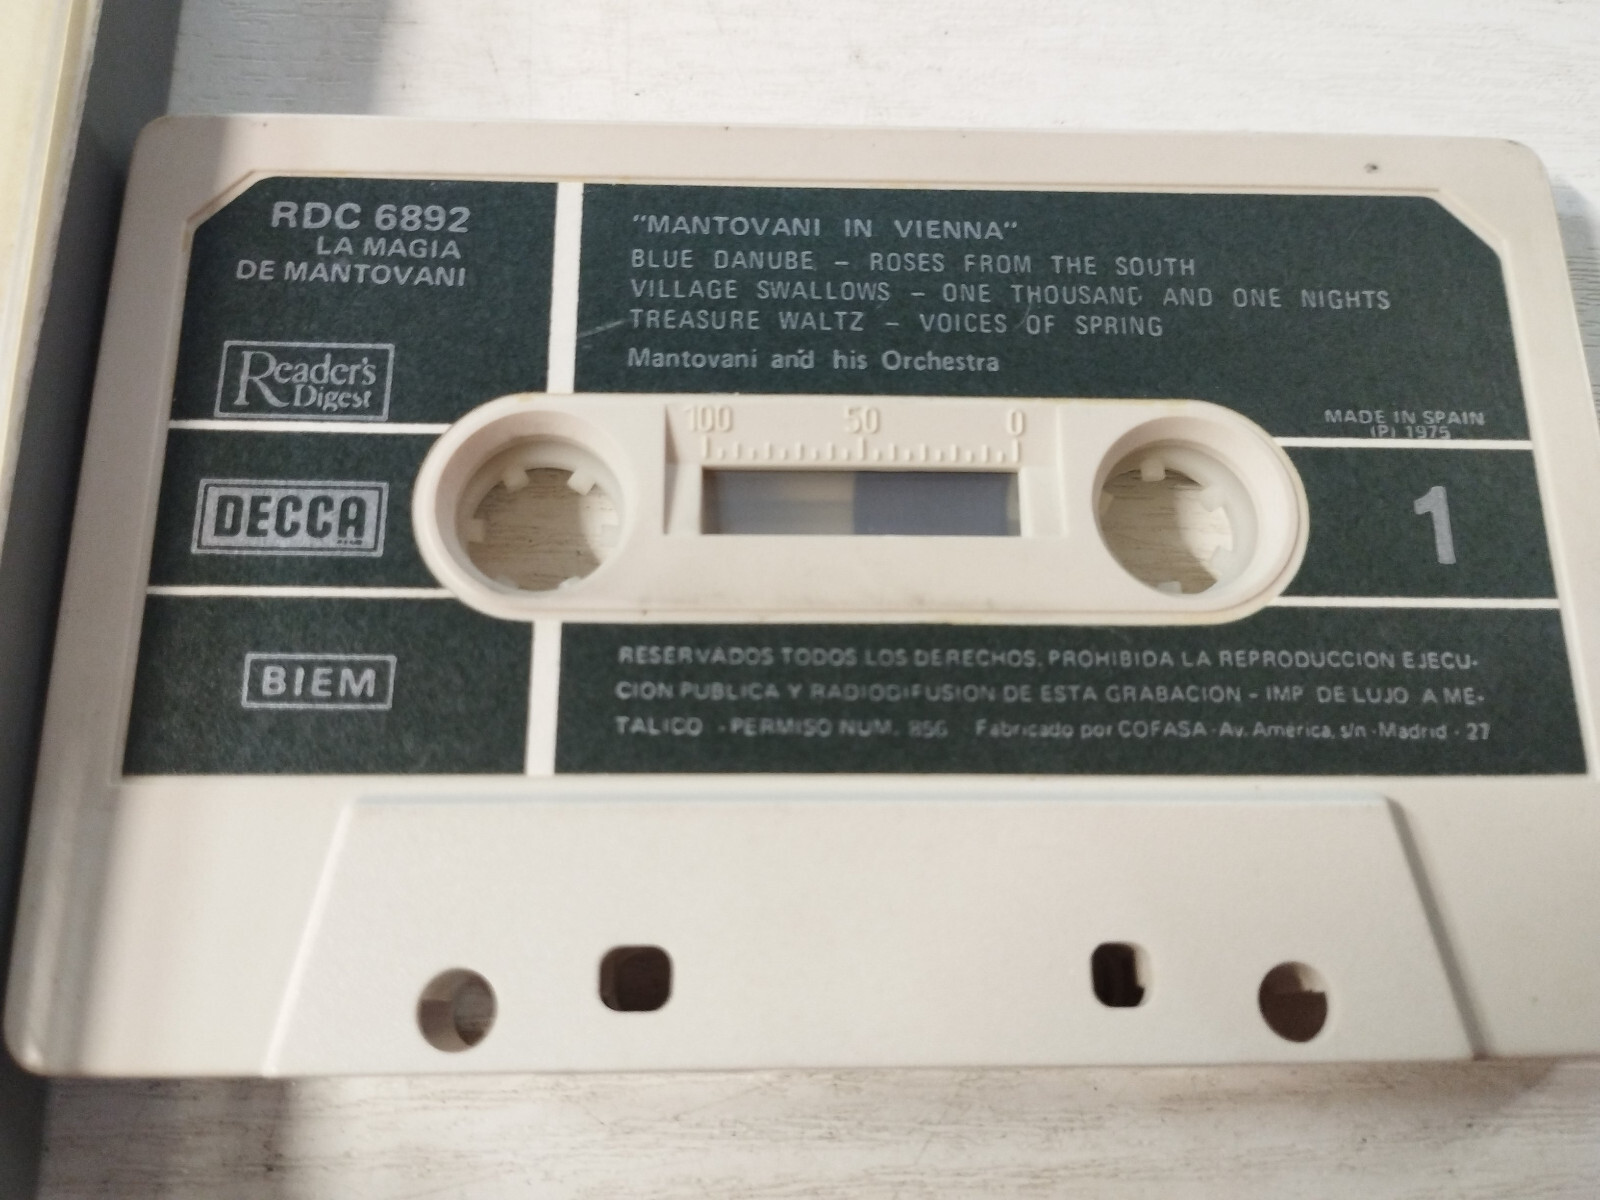 RDC 6892
LA MAGIA
DE MANTOVANI
Reader's
Digest
DECCA
BIEM
"MANTOVANI IN VIENNA"
BLUE DANUBE – ROSES FROM THE SOUTH
VILLAGE SWALLOWS – ONE THOUSAND AND ONE NIGHTS
TREASURE WALTZ – VOICES OF SPRING
Mantovani and his Orchestra
MADE IN SPAIN
(P) 1975
100 50 0
1
RESERVADOS TODOS LOS DERECHOS. PROHIBIDA LA REPRODUCCION EJECU-
CION PUBLICA Y RADIODIFUSION DE ESTA GRABACION - IMP. DE LUJO A ME-
TALICO - PERMISO NUM. 856 Fabricado por COFASA - Av. America, s/n - Madrid - 27